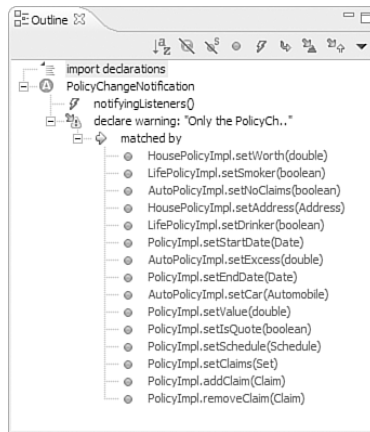 Outline
import declarations
PolicyChangeNotification
notifyingListeners()
declare warning: "Only the PolicyCh.."
matched by
HousePolicyImpl.setWorth(double)
LifePolicyImpl.setSmoker(boolean)
AutoPolicyImpl.setNoClaims(boolean)
HousePolicyImpl.setAddress(Address)
LifePolicyImpl.setDrinker(boolean)
PolicyImpl.setStartDate(Date)
AutoPolicyImpl.setExcess(double)
PolicyImpl.setEndDate(Date)
AutoPolicyImpl.setCar(Automobile)
PolicyImpl.setValue(double)
PolicyImpl.setIsQuote(boolean)
PolicyImpl.setSchedule(Schedule)
PolicyImpl.setClaims(Set)
PolicyImpl.addClaim(Claim)
PolicyImpl.removeClaim(Claim)